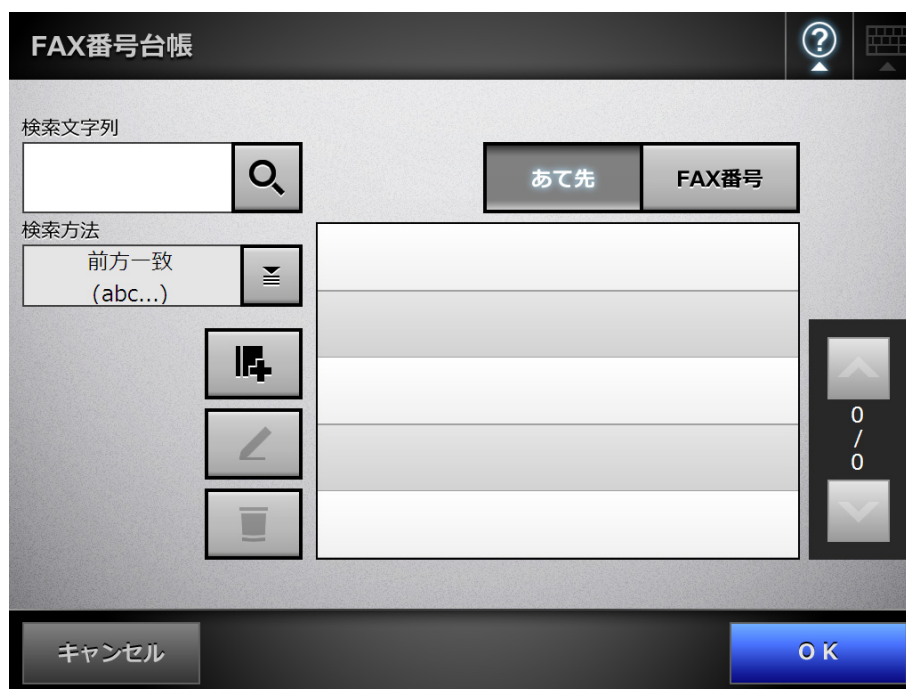 FAX番号台帳
?
検索文字列
あて先
FAX番号
検索方法
前方一致
(abc...)
0
/
0
キャンセル
OK